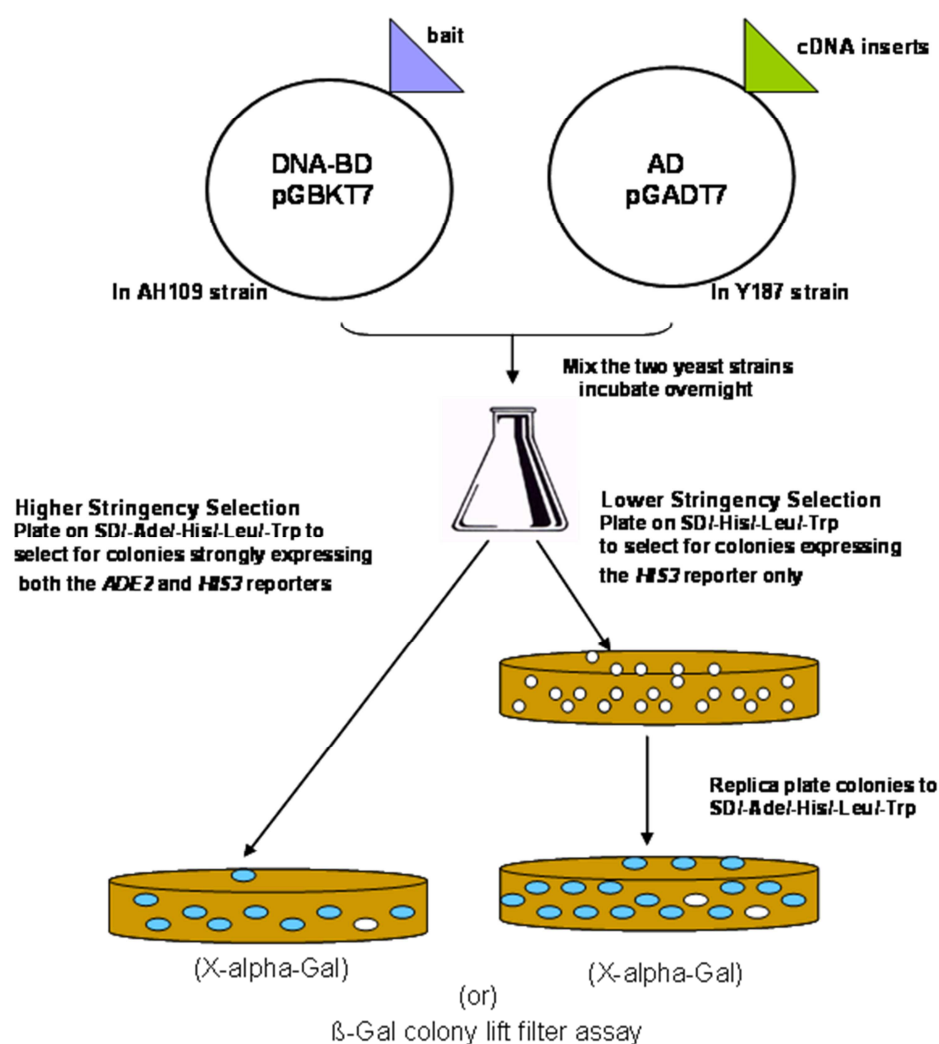 bait
cDNA inserts
DNA-BD
pGBKT7
AD
pGADT7
In AH109 strain
In Y187 strain
Mix the two yeast strains
incubate overnight
Higher Stringency Selection
Plate on SD/-Ade/-His/-Leu/-Trp to
select for colonies strongly expressing
both the ADE2 and HIS3 reporters
Lower Stringency Selection
Plate on SD/-His/-Leu/-Trp
to select for colonies expressing
the HIS3 reporter only
Replica plate colonies to
SD/-Ade/-His/-Leu/-Trp
(X-alpha-Gal)
(X-alpha-Gal)
(or)
ß-Gal colony lift filter assay